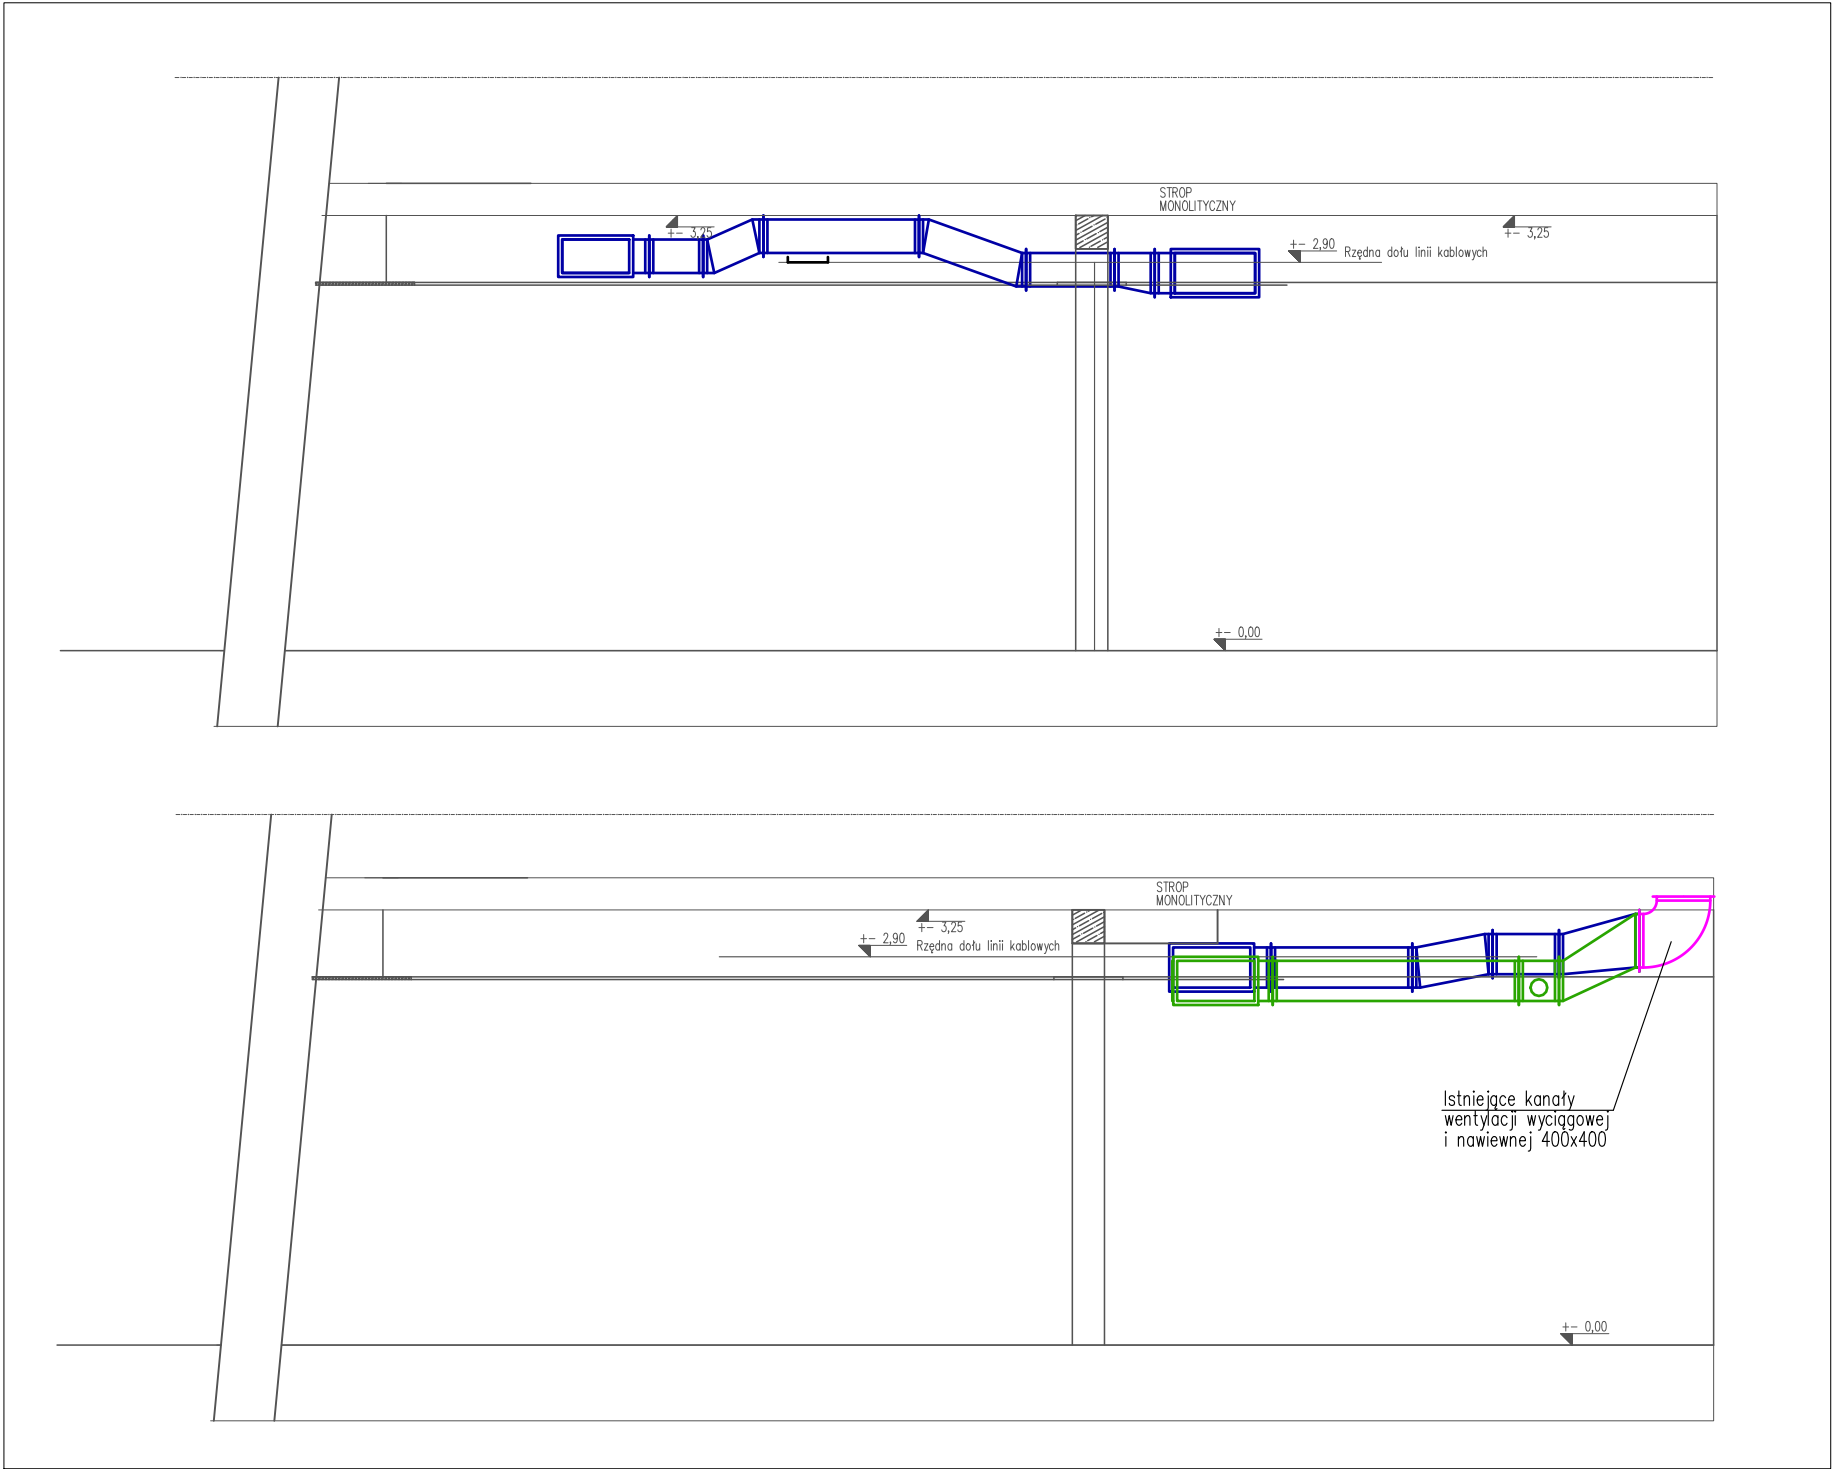 STROP
MONOLITYCZNY
+- 3,25
+- 3,25
+- 2,90 Rzędna dołu linii kablowych
+- 0,00
STROP
MONOLITYCZNY
+- 3,25
+- 2,90 Rzędna dołu linii kablowych
Istniejące kanały
wentylacji wyciągowej
i nawiewnej 400x400
+- 0,00